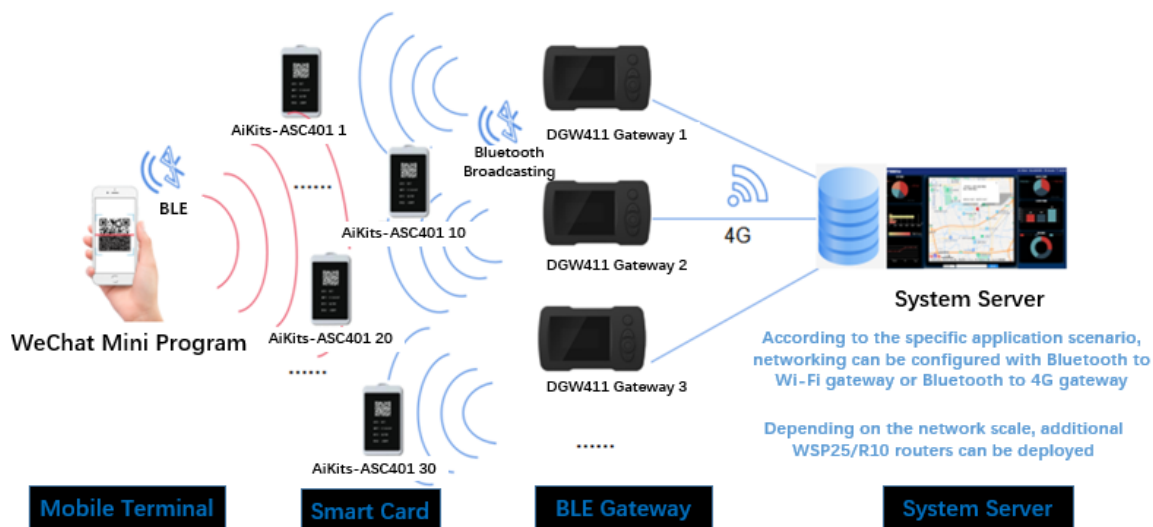 AiKits-ASC401 1
......
BLE
AiKits-ASC401 10
WeChat Mini Program
AiKits-ASC401 20
......
AiKits-ASC401 30
DGW411 Gateway 1
Bluetooth
Broadcasting
DGW411 Gateway 2
4G
DGW411 Gateway 3
......
System Server
According to the specific application scenario,
networking can be configured with Bluetooth to
Wi-Fi gateway or Bluetooth to 4G gateway
Depending on the network scale, additional
WSP25/R10 routers can be deployed
Mobile Terminal
Smart Card
BLE Gateway
System Server